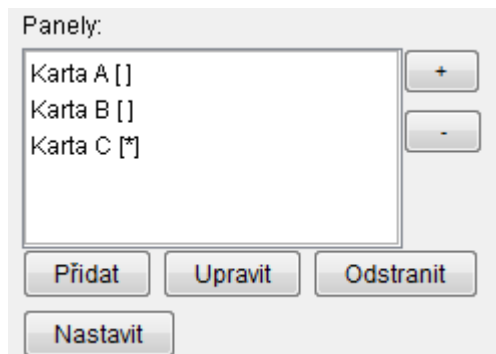 Panely:
Karta A [] +
Karta B []
Karta C [*] -
Přidat Upravit Odstranit
Nastavit